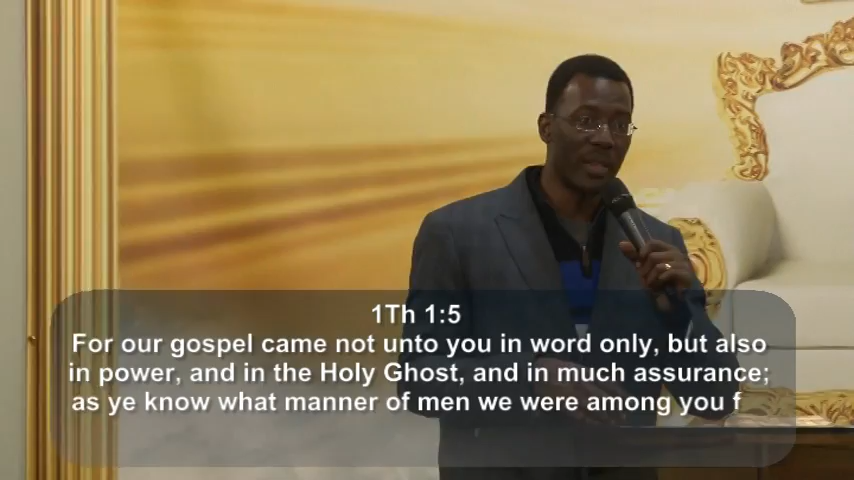 1Th 1:5
For our gospel came not unto you in word only, but also
in power, and in the Holy Ghost, and in much assurance;
as ye know what manner of men we were among you f